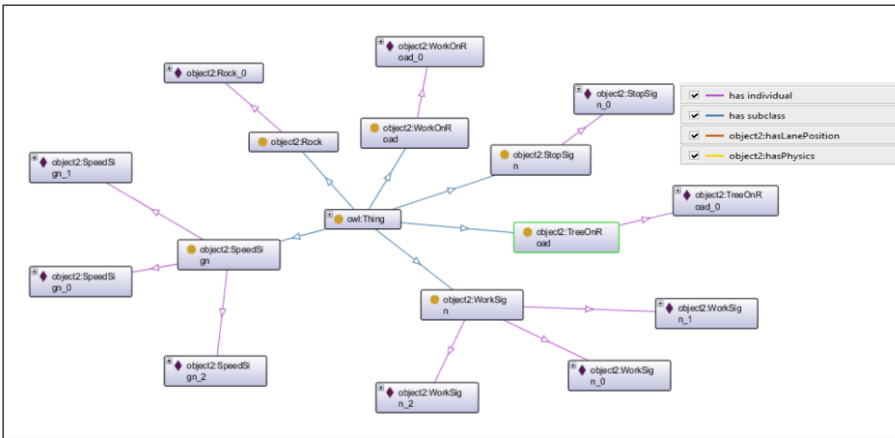 object2:WorkOnR
oad_0
object2:Rock_0
object2:StopSig
n_0
has individual
has subclass
object2:hasLanePosition
object2:hasPhysics
object2:WorkOnR
oad
object2:Rock
object2:StopSig
n
object2:SpeedSi
gn_1
object2:TreeOnR
oad_0
owl:Thing
object2:TreeOnR
oad
object2:SpeedSi
gn
object2:SpeedSi
gn_0
object2:WorkSig
n
object2:WorkSig
n_1
object2:SpeedSi
gn_2
object2:WorkSig
n_0
object2:WorkSig
n_2